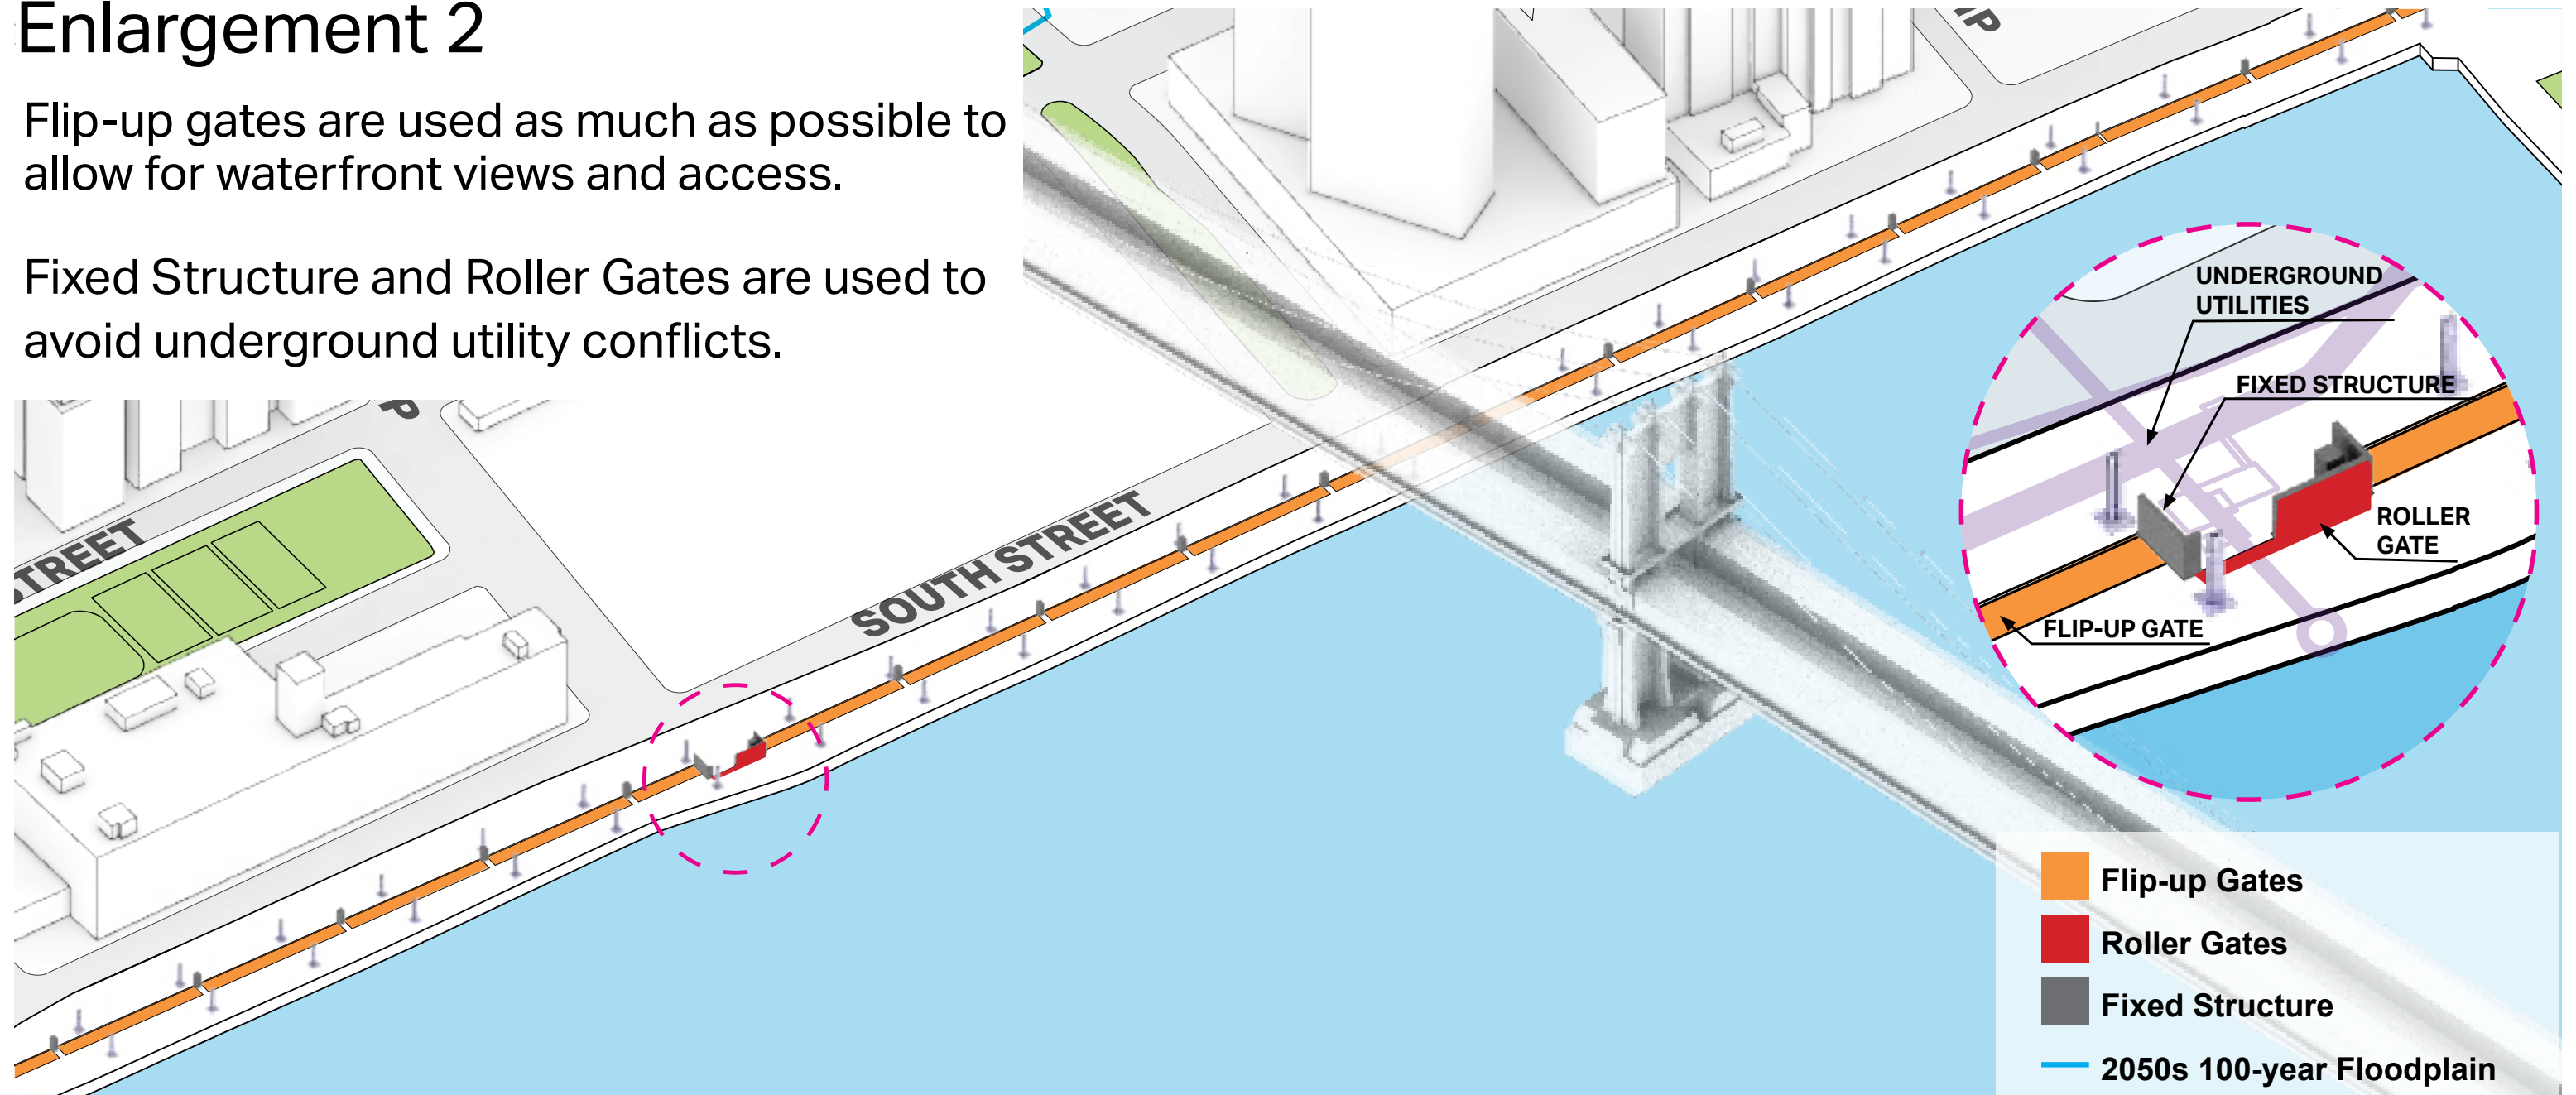 Enlargement 2
Flip-up gates are used as much as possible to
allow for waterfront views and access.
Fixed Structure and Roller Gates are used to
avoid underground utility conflicts.
SOUTH STREET
UNDERGROUND
UTILITIES
FIXED STRUCTURE
ROLLER
GATE
FLIP-UP GATE
Flip-up Gates
Roller Gates
Fixed Structure
2050s 100-year Floodplain